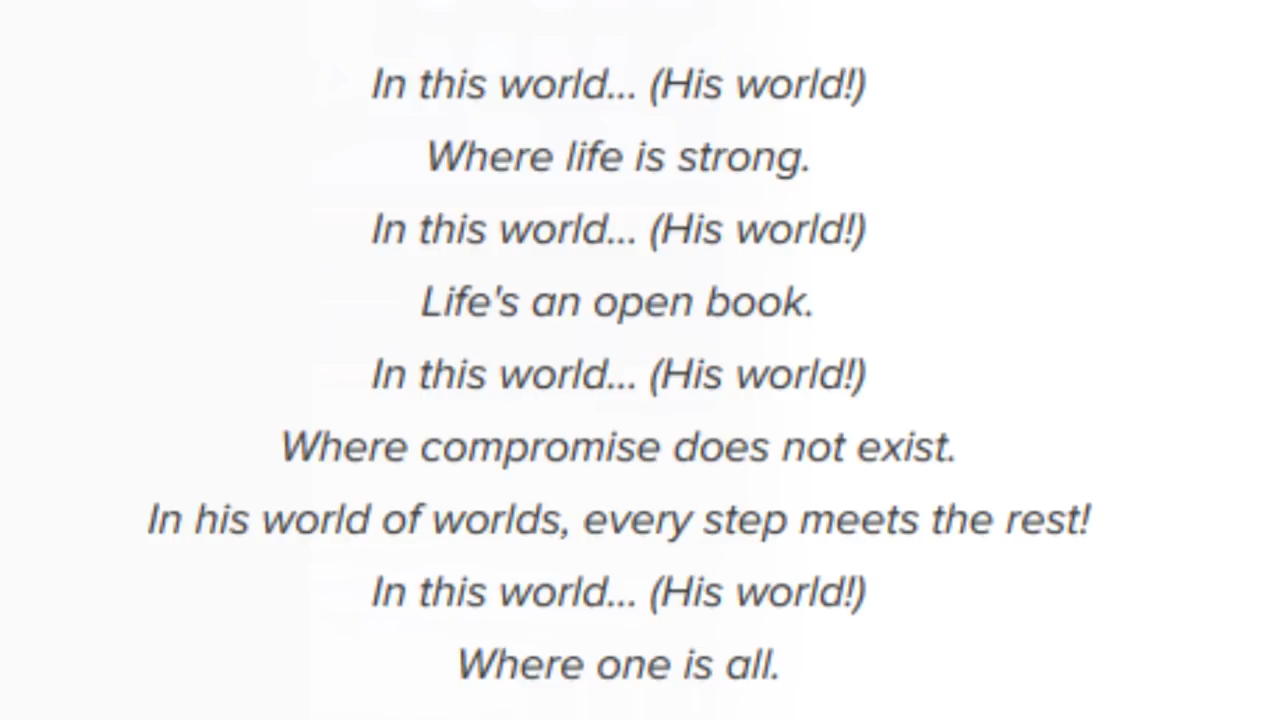 In this world... (His world!)
Where life is strong.
In this world... (His world!)
Life's an open book.
In this world... (His world!)
Where compromise does not exist.
In his world of worlds, every step meets the rest!
In this world... (His world!)
Where one is all.